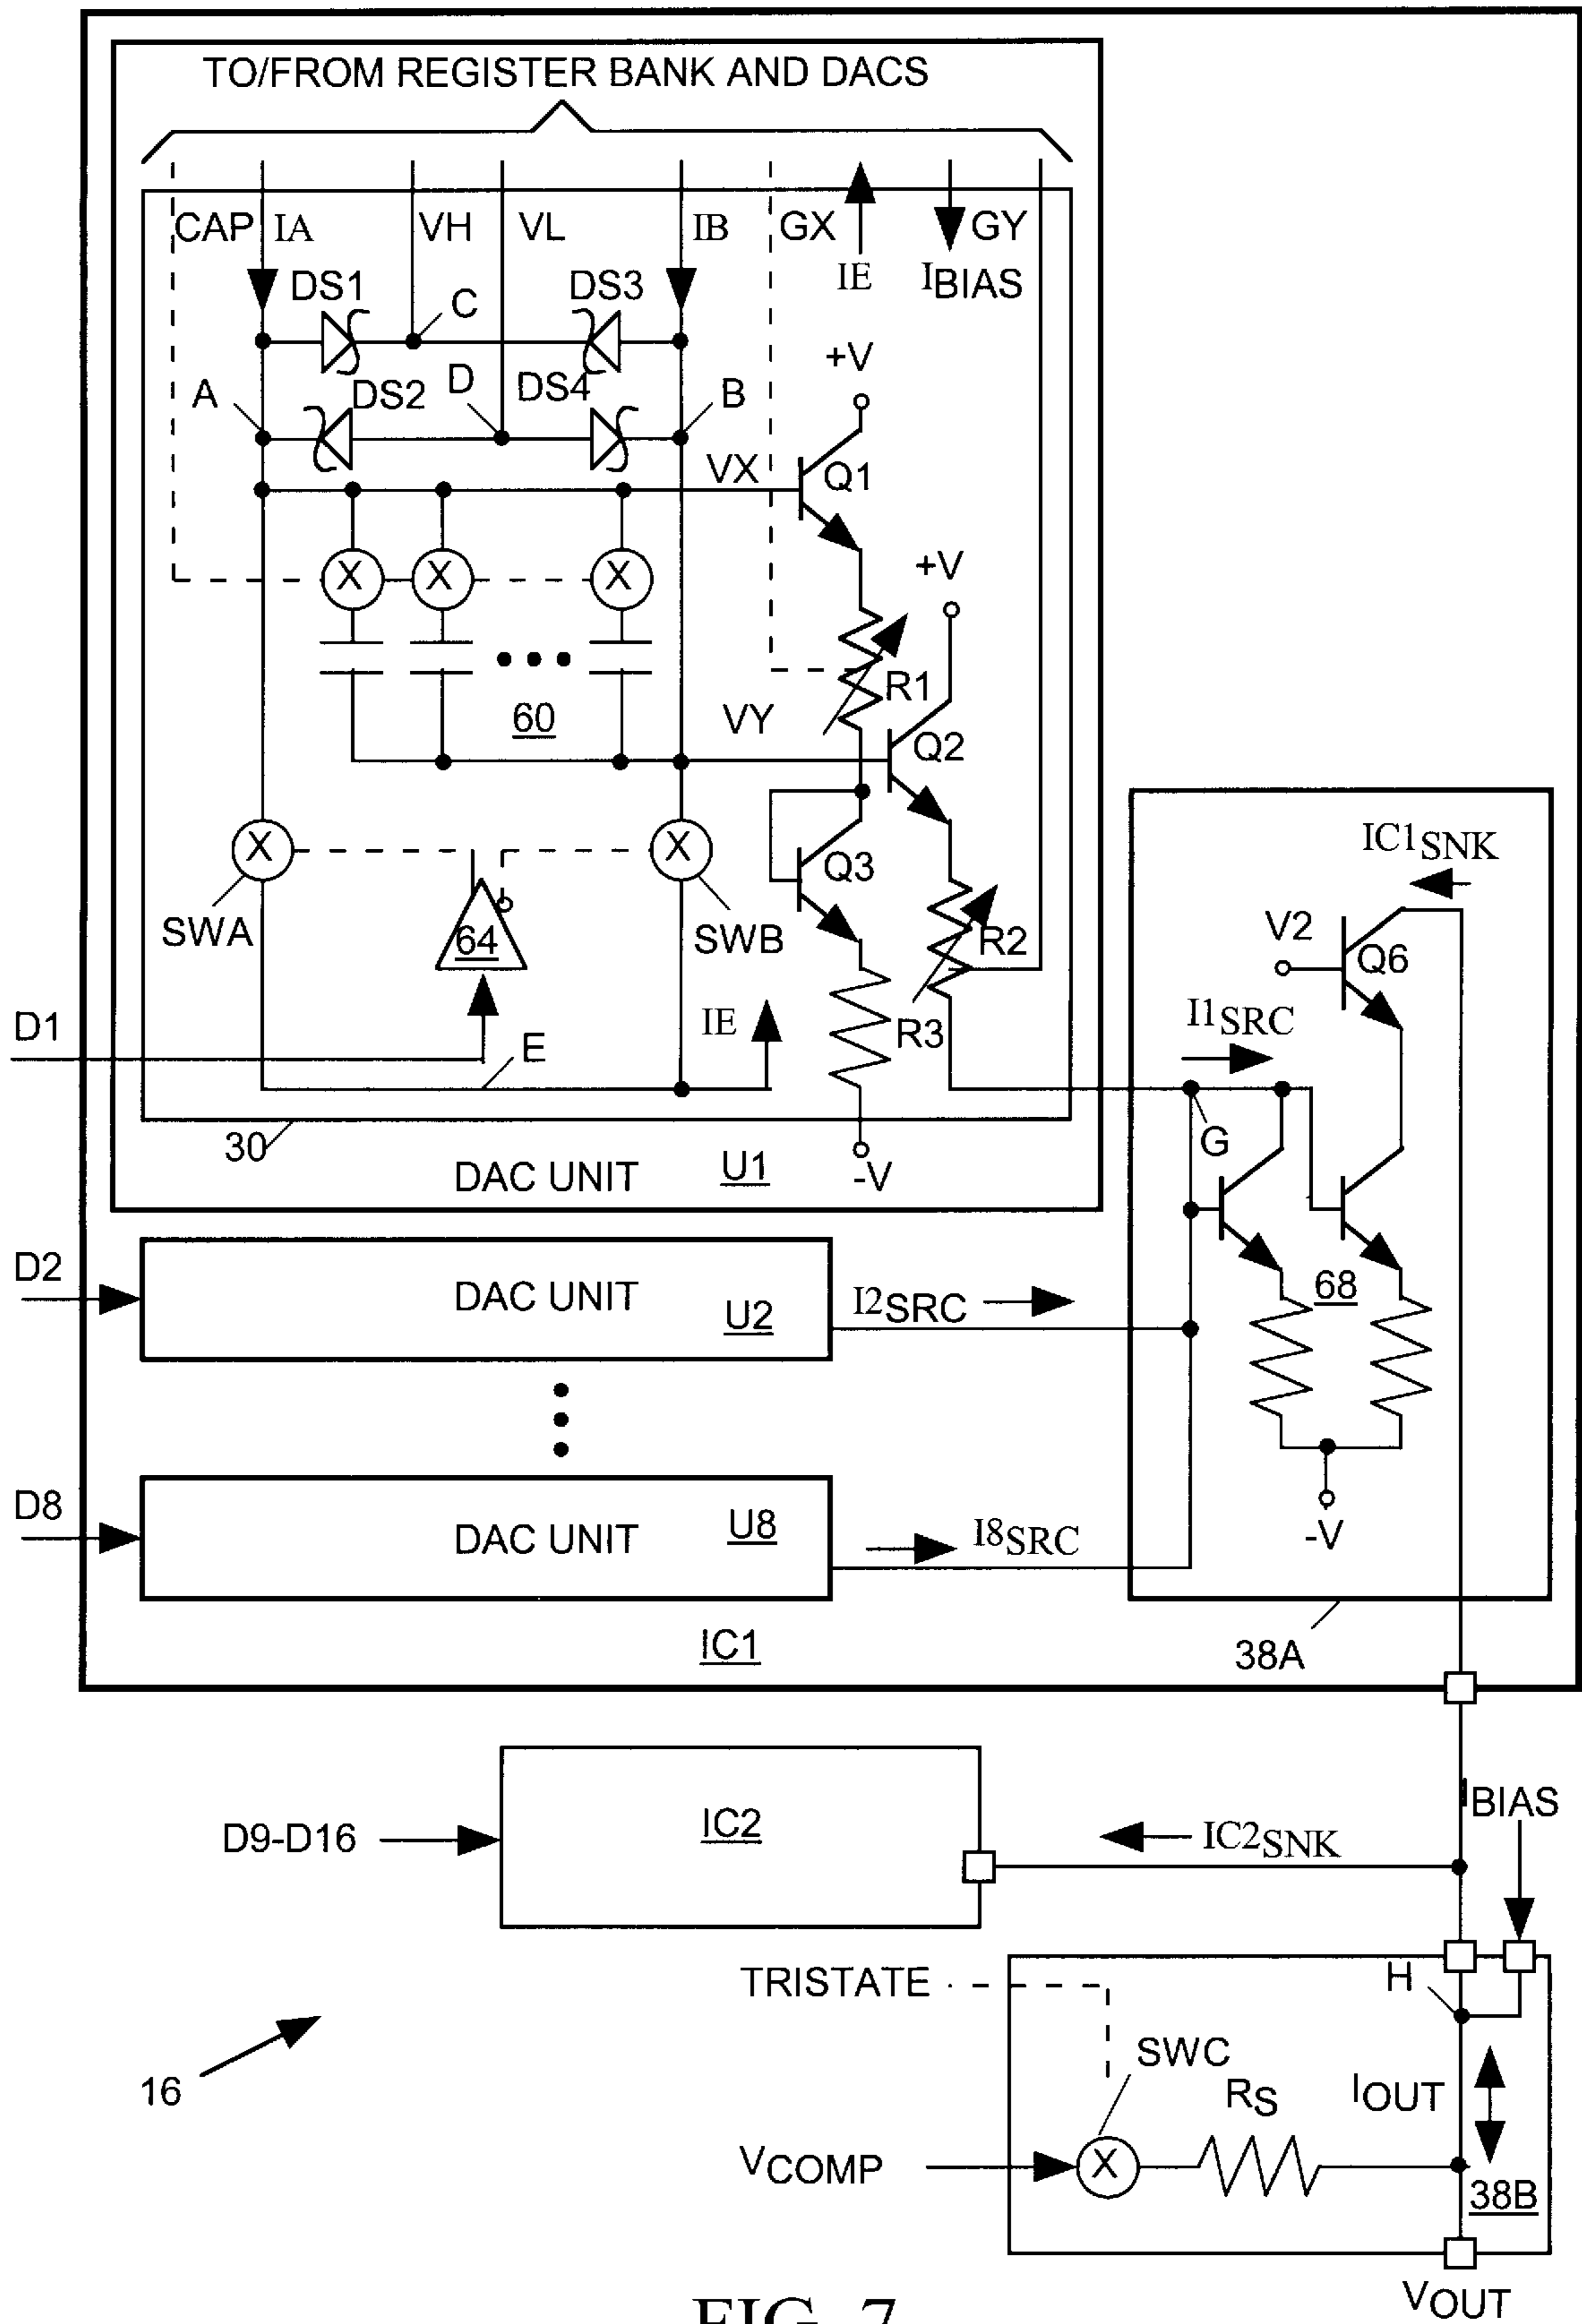 TO/FROM REGISTER BANK AND DACS
CAP IA VH VL IB GX GY
IE IBIAS
DS1 C DS3
+V
A DS2 D DS4 B
VX Q1
X X X
+V
R1
60 VY
Q2
X X Q3
IC1SNK
SWA 64 SWB R2
V2 Q6
D1 IE R3 I1SRC
E
30 G
DAC UNIT U1 -V
D2 DAC UNIT U2 I2SRC 68
D8 DAC UNIT U8 I8SRC -V
IC1 38A
IBIAS
D9-D16 IC2 IC2SNK
TRISTATE H
SWC
16 RS IOUT
VCOMP X 38B
VOUT
FIG. 7